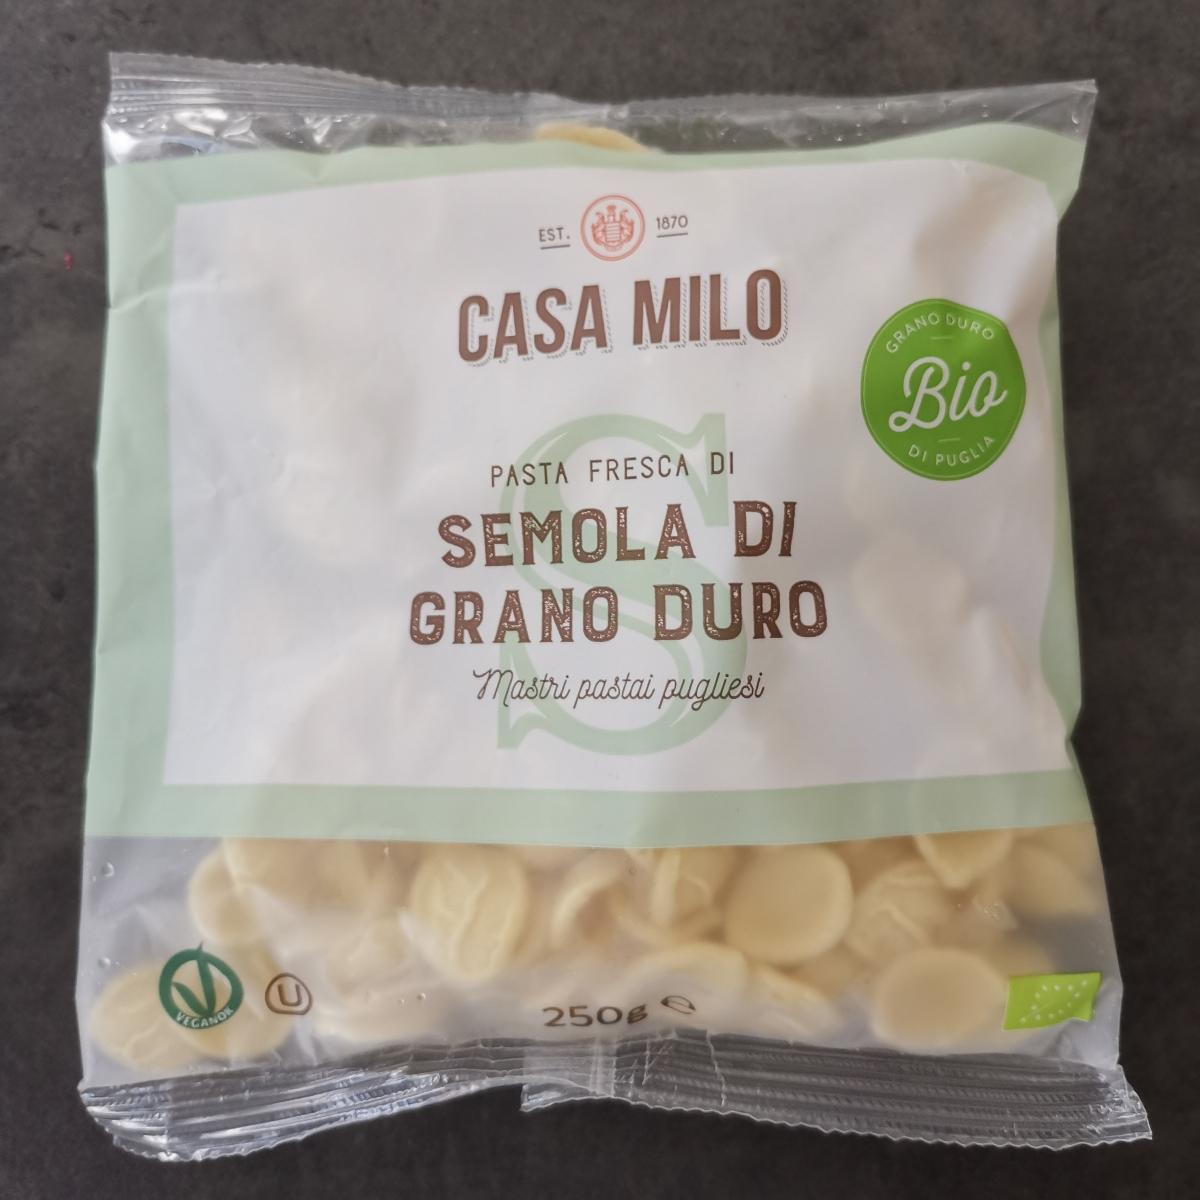 EST. 1870
CASA MILO
GRANO DURO
Bio
DI PUGLIA
S
PASTA FRESCA DI
SEMOLA DI
GRANO DURO
Mastri pastai pugliesi
VEGANOK
U
250g ℮